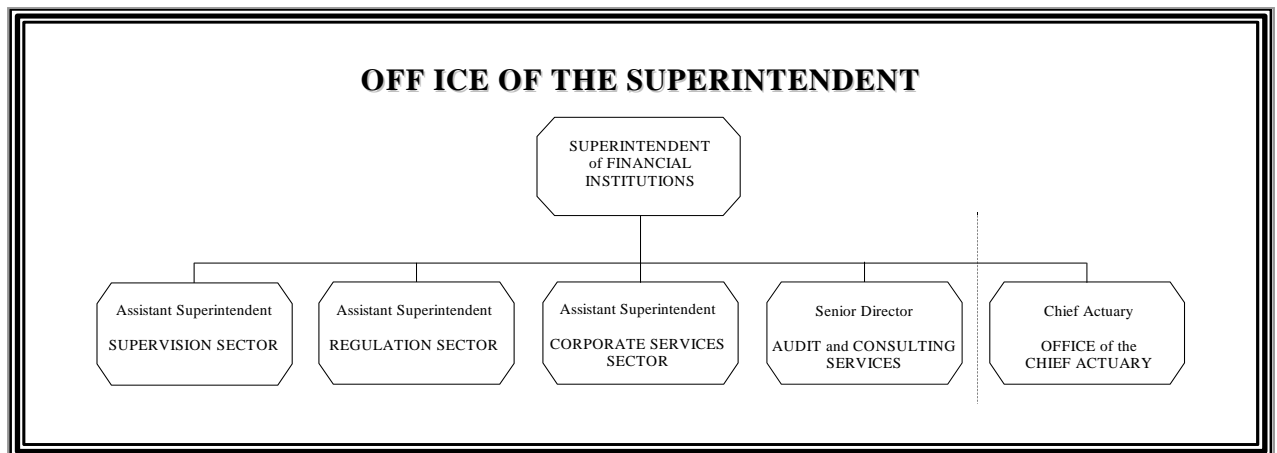 OFF ICE OF THE SUPERINTENDENT
SUPERINTENDENT
of FINANCIAL
INSTITUTIONS
Assistant Superintendent
SUPERVISION SECTOR
Assistant Superintendent
REGULATION SECTOR
Assistant Superintendent
CORPORATE SERVICES
SECTOR
Senior Director
AUDIT and CONSULTING
SERVICES
Chief Actuary
OFFICE of the
CHIEF ACTUARY